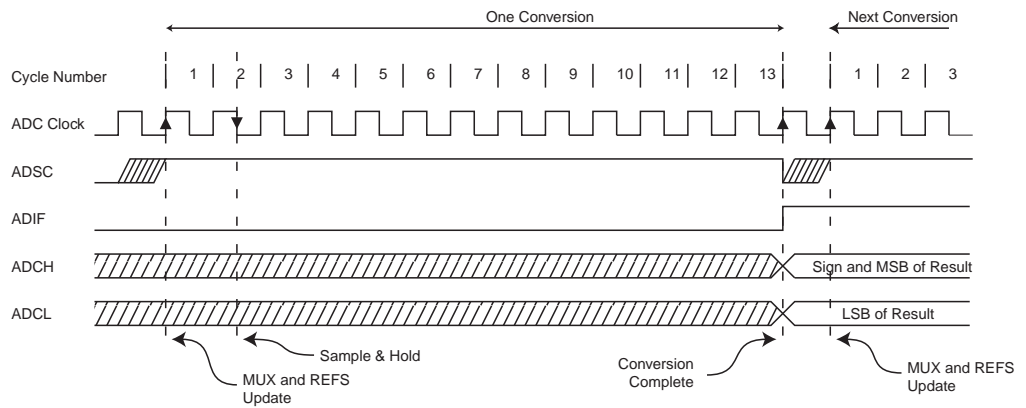 One Conversion
Next Conversion
Cycle Number
1 2 3 4 5 6 7 8 9 10 11 12 13 1 2 3
ADC Clock
ADSC
ADIF
ADCH
Sign and MSB of Result
ADCL
LSB of Result
Sample & Hold
MUX and REFS
Update
Conversion
Complete
MUX and REFS
Update